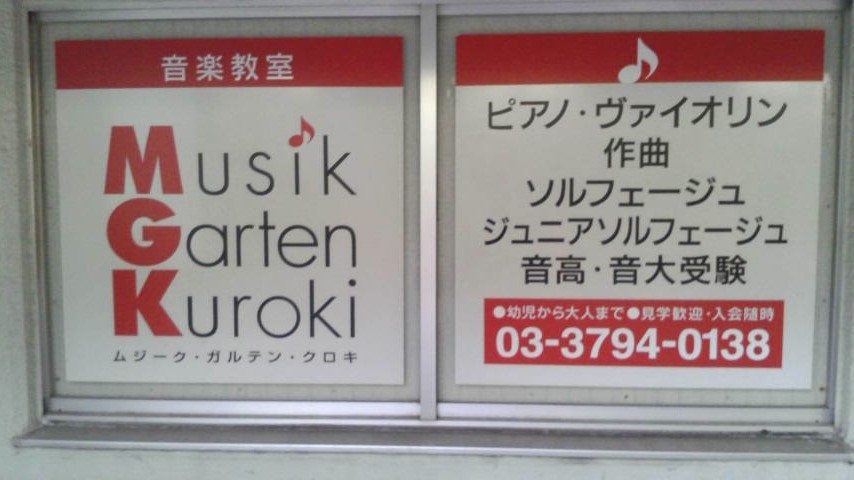 音楽教室
Musik
Garten
Kuroki
ムジーク・ガルテン・クロキ
ピアノ・ヴァイオリン
作曲
ソルフェージュ
ジュニアソルフェージュ
音高・音大受験
●幼児から大人まで●見学歓迎・入会随時
03-3794-0138